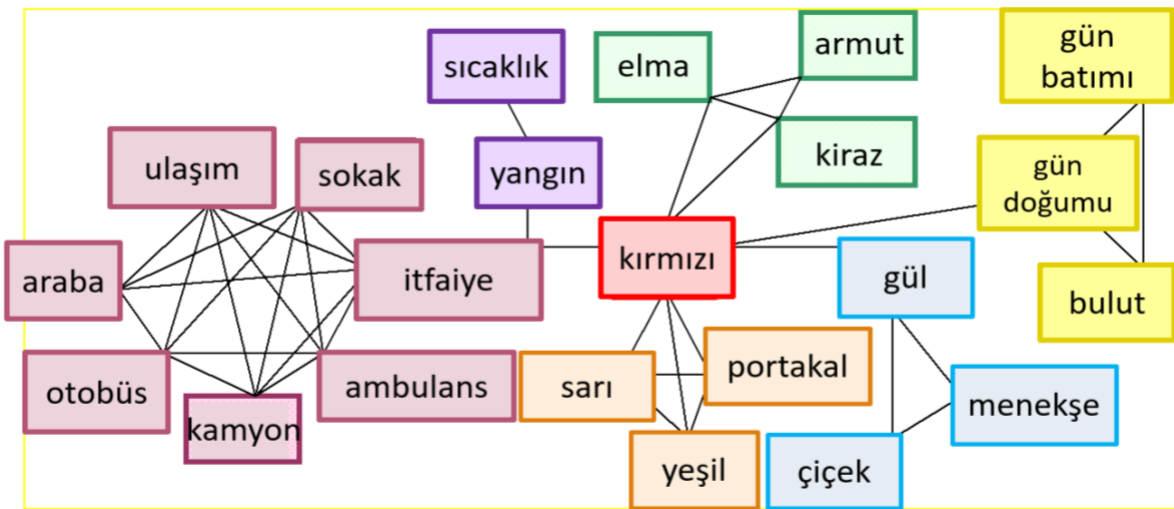 sıcaklık
elma
armut
gün
batımı
ulaşım
sokak
yangın
kiraz
gün
doğumu
araba
itfaiye
kırmızı
gül
bulut
otobüs
kamyon
ambulans
sarı
portakal
menekşe
yeşil
çiçek